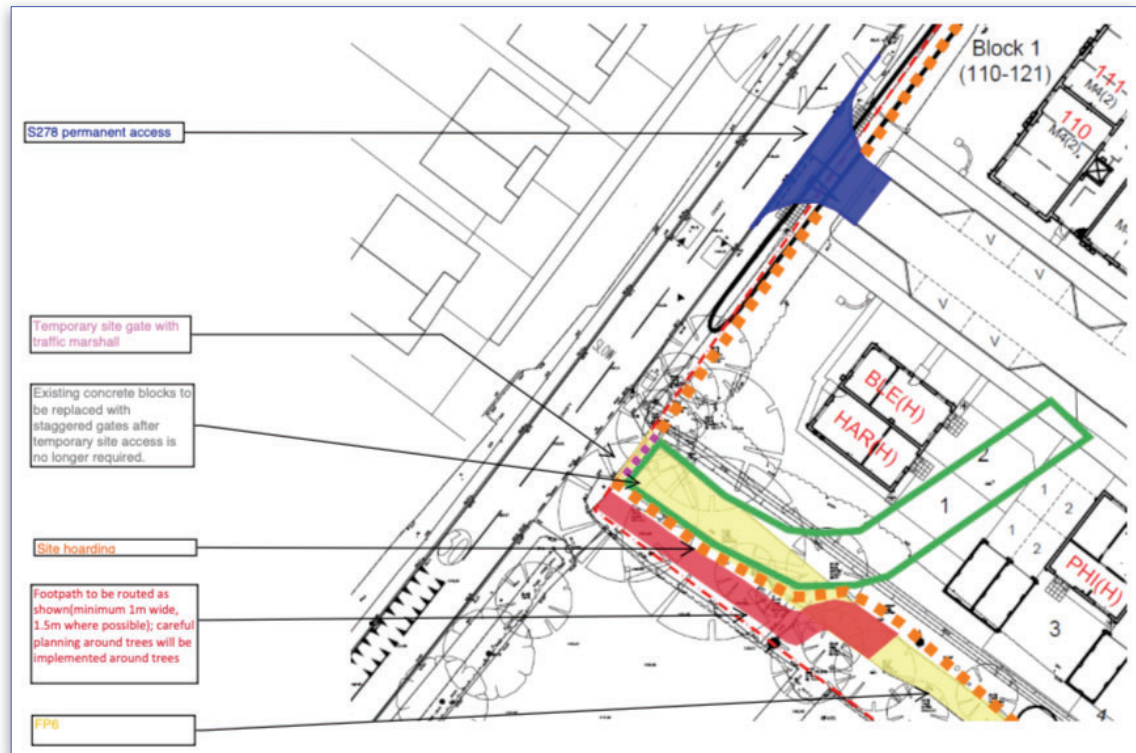 Block 1
(110-121)
111
M4(2)
110
M4(2)
S278 permanent access
V
V
V
V
Temporary site gate with
traffic marshall
SLOW
Existing concrete blocks to
be replaced with
staggered gates after
temporary site access is
no longer required.
BLE(H)
HAR(H)
2
1
1
2
1
2
PHI(H)
3
4
Site hoarding
Footpath to be routed as
shown(minimum 1m wide,
1.5m where possible); careful
planning around trees will be
implemented around trees
FP6